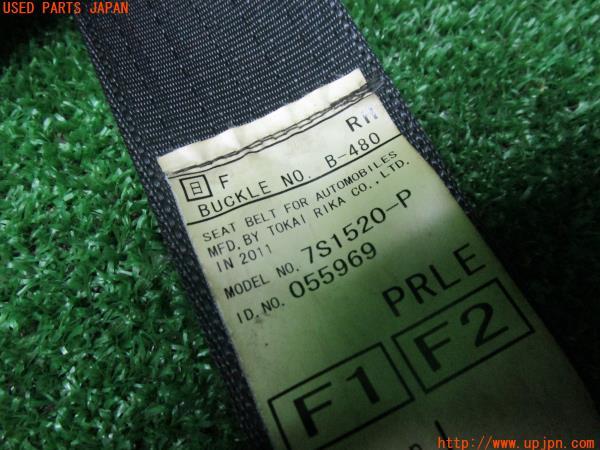 USED PARTS JAPAN
日 F
BUCKLE NO. B-480
SEAT BELT FOR AUTOMOBILES
MFD. BY TOKAI RIKA CO., LTD.
IN 2011
MODEL NO. 7S1520-P
ID. NO. 055969
PRLE
F1 F2
http://www.upjpn.com/